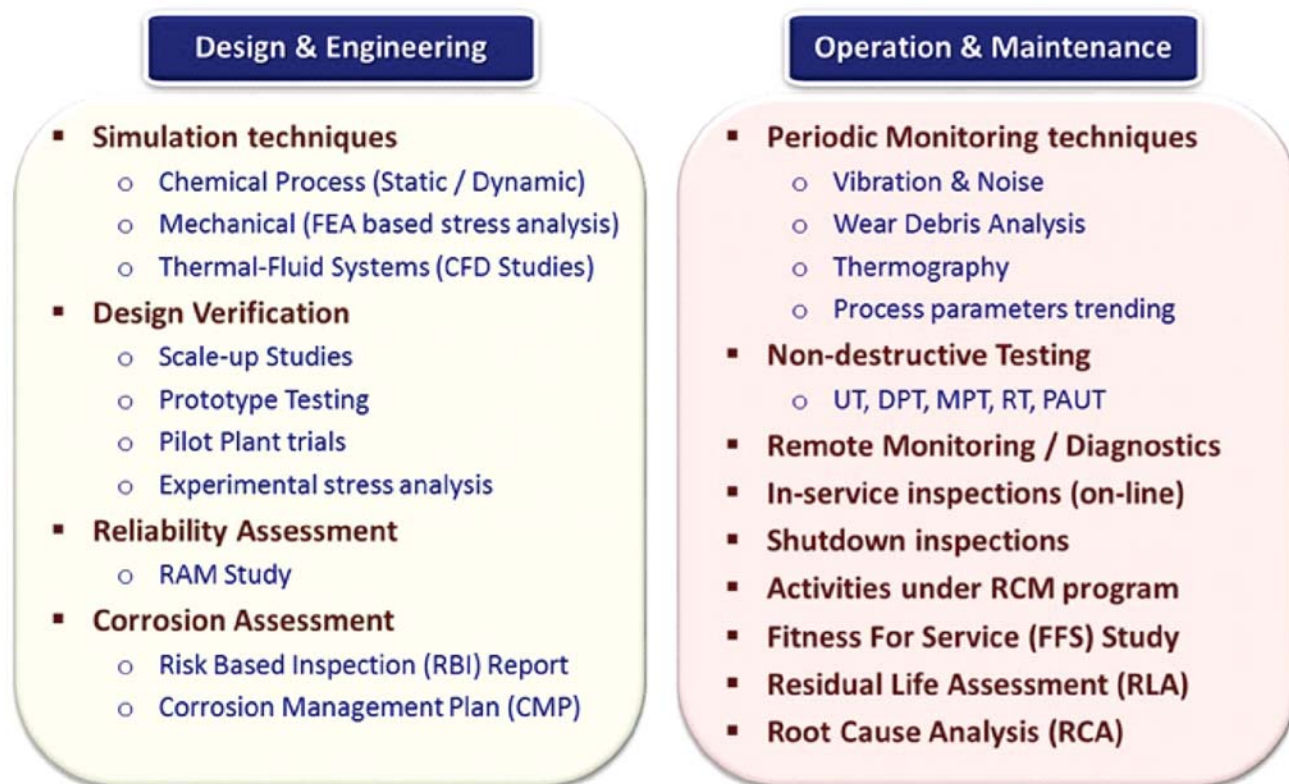 Design & Engineering
▪ Simulation techniques
o Chemical Process (Static / Dynamic)
o Mechanical (FEA based stress analysis)
o Thermal-Fluid Systems (CFD Studies)
▪ Design Verification
o Scale-up Studies
o Prototype Testing
o Pilot Plant trials
o Experimental stress analysis
▪ Reliability Assessment
o RAM Study
▪ Corrosion Assessment
o Risk Based Inspection (RBI) Report
o Corrosion Management Plan (CMP)
Operation & Maintenance
▪ Periodic Monitoring techniques
o Vibration & Noise
o Wear Debris Analysis
o Thermography
o Process parameters trending
▪ Non-destructive Testing
o UT, DPT, MPT, RT, PAUT
▪ Remote Monitoring / Diagnostics
▪ In-service inspections (on-line)
▪ Shutdown inspections
▪ Activities under RCM program
▪ Fitness For Service (FFS) Study
▪ Residual Life Assessment (RLA)
▪ Root Cause Analysis (RCA)